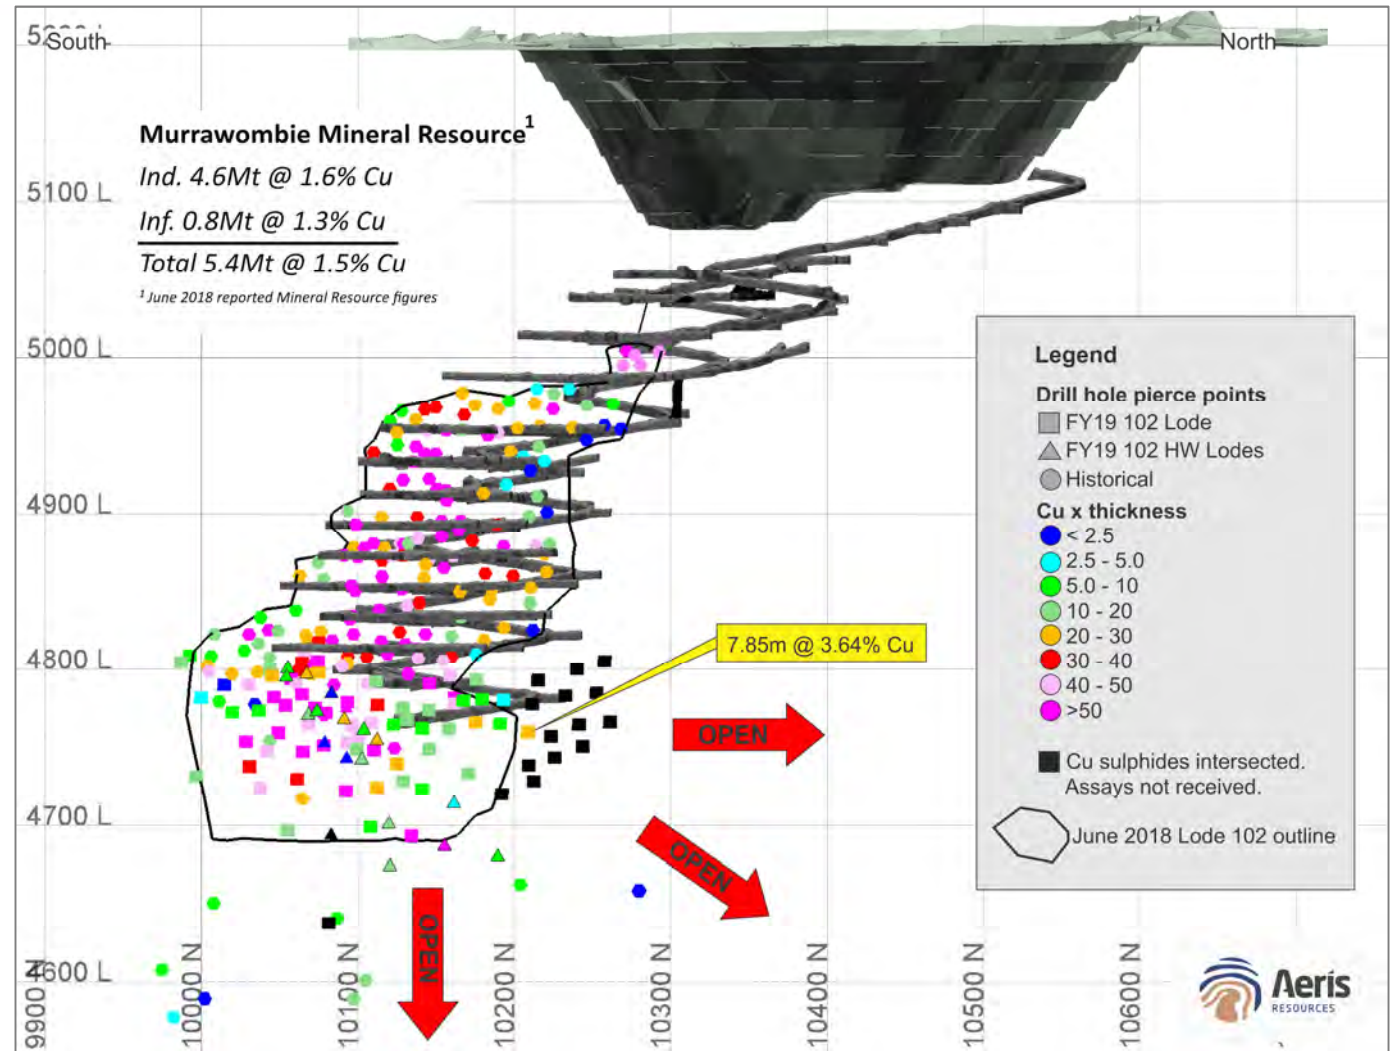 South
North
Murrawombie Mineral Resource1
Ind. 4.6Mt @ 1.6% Cu
Inf. 0.8Mt @ 1.3% Cu
Total 5.4Mt @ 1.5% Cu
1 June 2018 reported Mineral Resource figures
5100 L
5000 L
4900 L
4800 L
4700 L
4600 L
Legend
Drill hole pierce points
FY19 102 Lode
FY19 102 HW Lodes
Historical
Cu x thickness
< 2.5
2.5 - 5.0
5.0 - 10
10 - 20
20 - 30
30 - 40
40 - 50
>50
Cu sulphides intersected.
Assays not received.
June 2018 Lode 102 outline
7.85m @ 3.64% Cu
OPEN
OPEN
OPEN
9900
10000 N
10100 N
10200 N
10300 N
10400 N
10500 N
10600 N
Aeris
RESOURCES